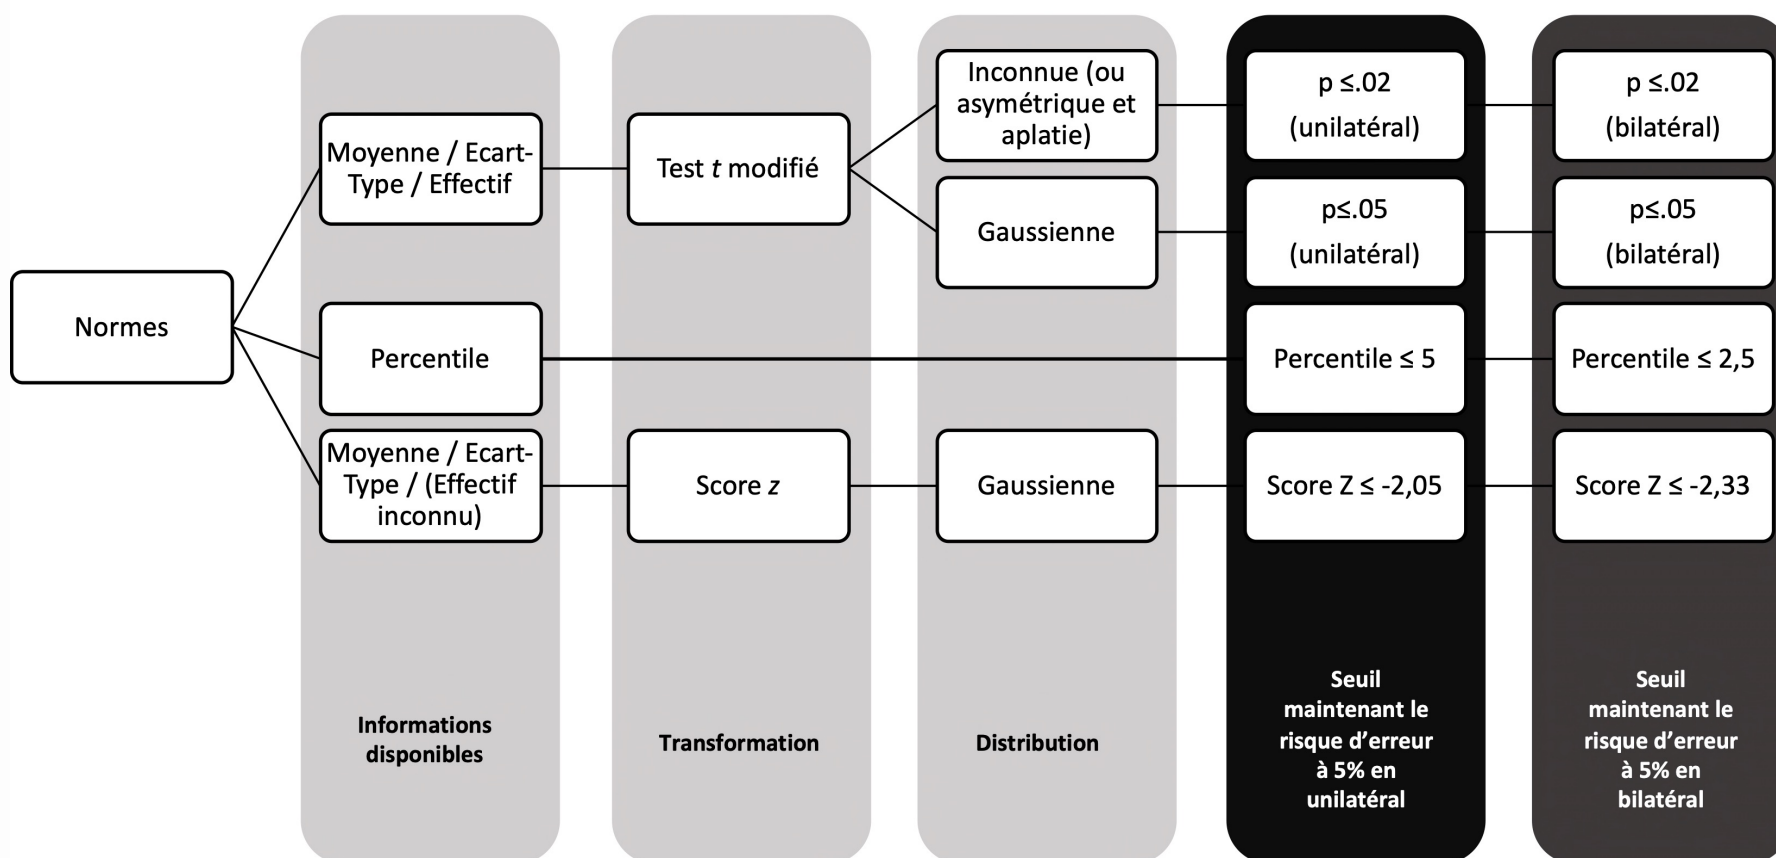 Normes
Moyenne / Ecart-
Type / Effectif
Percentile
Moyenne / Ecart-
Type / (Effectif
inconnu)
Informations
disponibles
Test t modifié
Score z
Transformation
Inconnue (ou
asymétrique et
aplatie)
Gaussienne
Gaussienne
Distribution
p ≤.02
(unilatéral)
p≤.05
(unilatéral)
Percentile ≤ 5
Score Z ≤ -2,05
Seuil
maintenant le
risque d’erreur
à 5% en
unilatéral
p ≤.02
(bilatéral)
p≤.05
(bilatéral)
Percentile ≤ 2,5
Score Z ≤ -2,33
Seuil
maintenant le
risque d’erreur
à 5% en
bilatéral